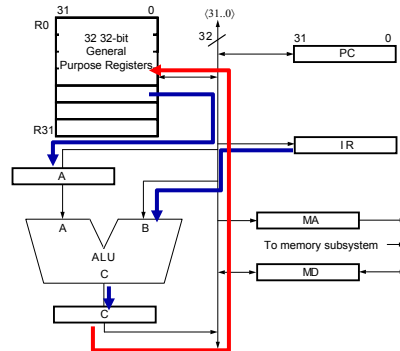 31 0
R0
32 32-bit
General
Purpose Registers
R31
⟨31..0⟩
32
31 0
PC
IR
A
A B
ALU
C
C
MA
To memory subsystem
MD